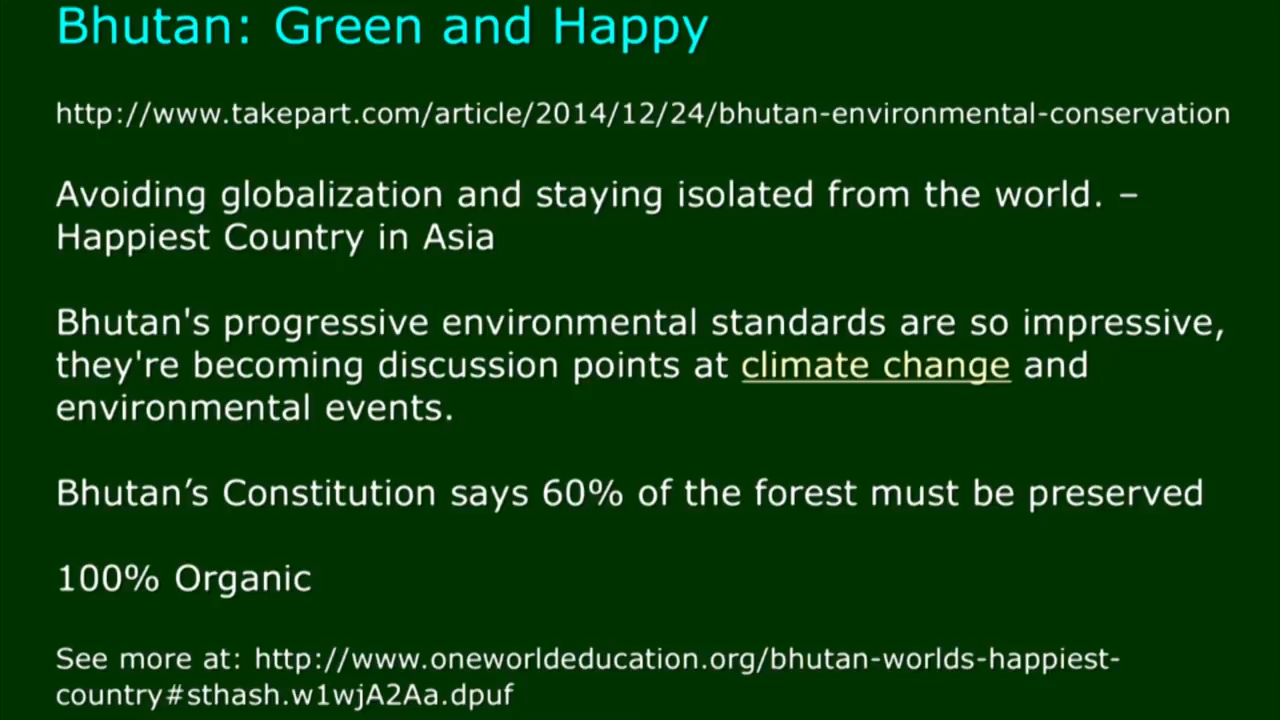 Bhutan: Green and Happy
http://www.takepart.com/article/2014/12/24/bhutan-environmental-conservation
Avoiding globalization and staying isolated from the world. –
Happiest Country in Asia
Bhutan's progressive environmental standards are so impressive,
they're becoming discussion points at climate change and
environmental events.
Bhutan’s Constitution says 60% of the forest must be preserved
100% Organic
See more at: http://www.oneworldeducation.org/bhutan-worlds-happiest-
country#sthash.w1wjA2Aa.dpuf